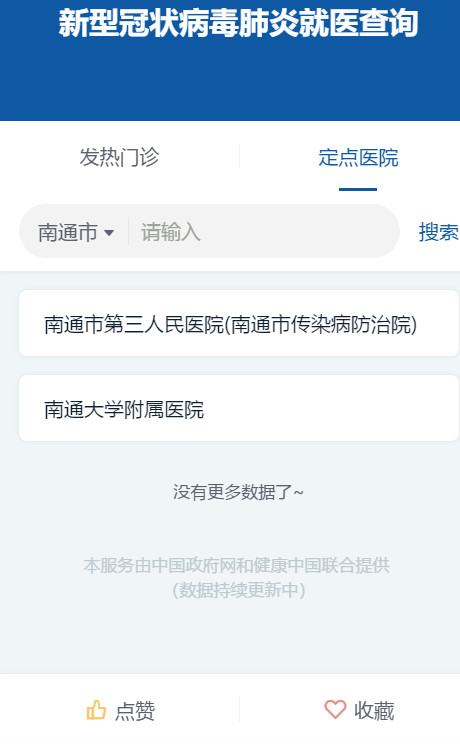 新型冠状病毒肺炎就医查询
发热门诊
定点医院
南通市
请输入
搜索
南通市第三人民医院(南通市传染病防治院)
南通大学附属医院
没有更多数据了~
本服务由中国政府网和健康中国联合提供
(数据持续更新中)
点赞
收藏